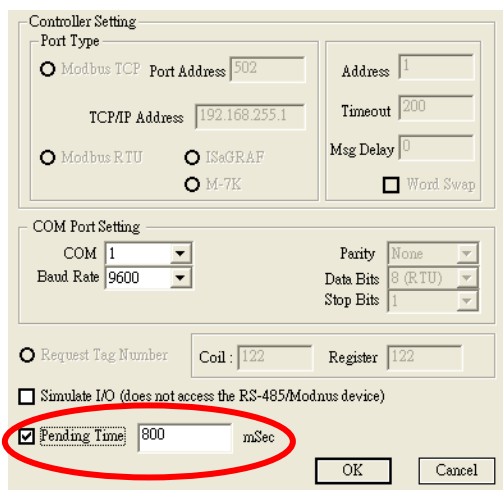 Controller Setting
Port Type
Modbus TCP Port Address 502
TCP/IP Address 192.168.255.1
Modbus RTU ISaGRAF
M-7K
Address 1
Timeout 200
Msg Delay 0
Word Swap
COM Port Setting
COM 1
Baud Rate 9600
Parity None
Data Bits 8 (RTU)
Stop Bits 1
Request Tag Number Coil : 122 Register 122
Simulate I/O (does not access the RS-485/Modnus device)
Pending Time 800 mSec
OK Cancel